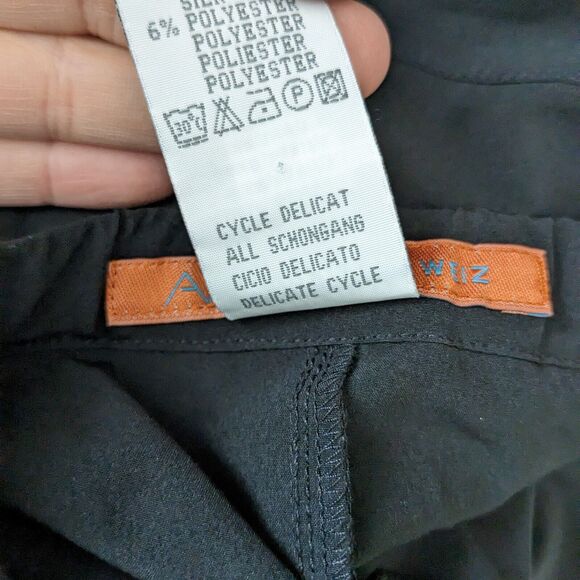 6% POLYESTER
POLYESTER
POLIESTER
POLYESTER
30°C P
CYCLE DELICAT
ALL SCHONGANG
CICIO DELICATO
DELICATE CYCLE